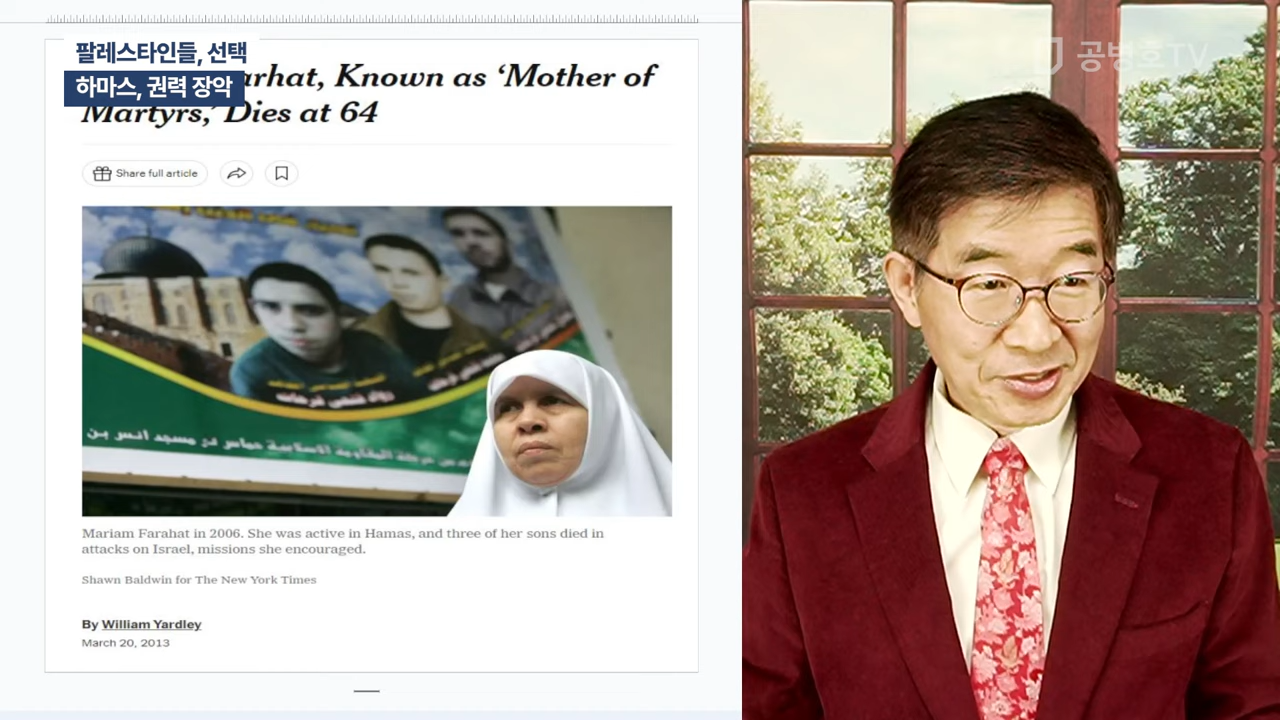 팔레스타인들, 선택
하마스, 권력 장악
arhat, Known as ‘Mother of
Martyrs,’ Dies at 64
Share full article
Mariam Farahat in 2006. She was active in Hamas, and three of her sons died in
attacks on Israel, missions she encouraged.
Shawn Baldwin for The New York Times
By William Yardley
March 20, 2013
공병호TV